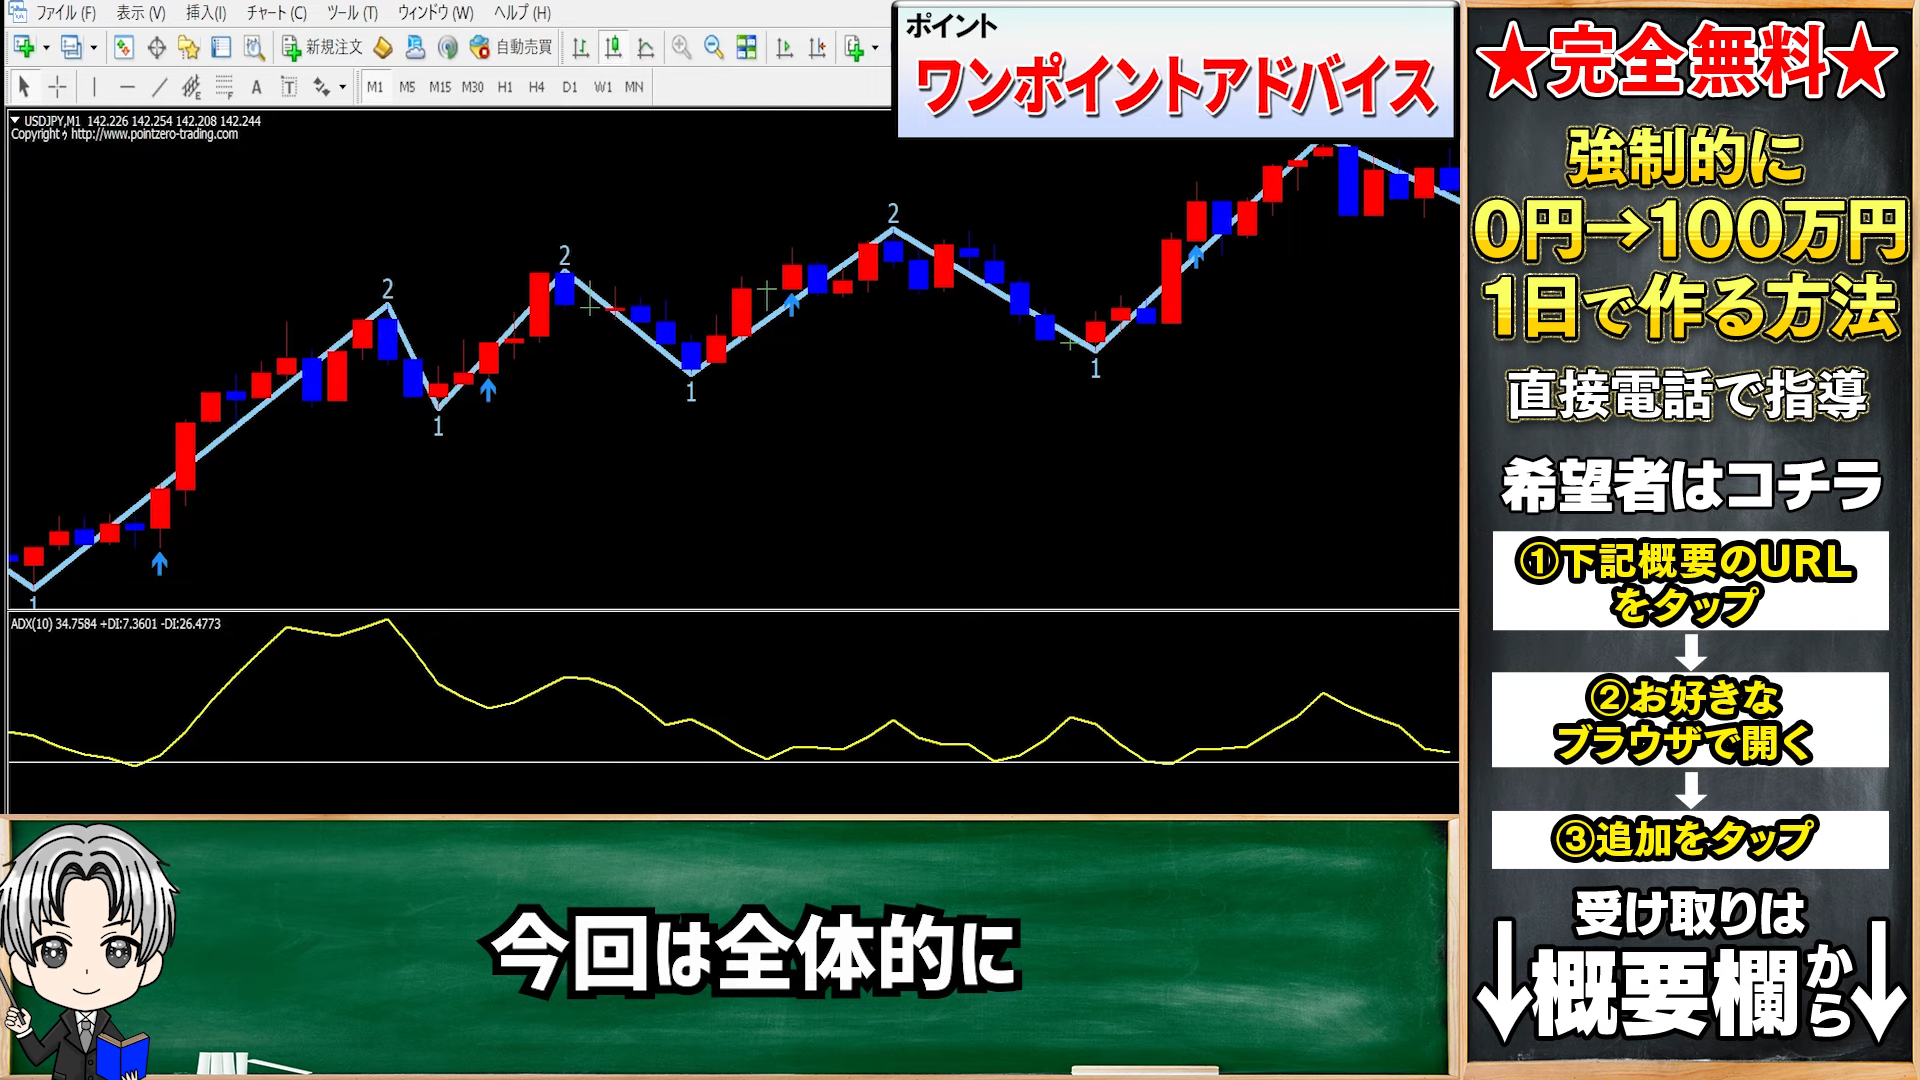 ファイル (F) 表示 (V) 挿入(I) チャート (C) ツール (T) ウィンドウ (W) ヘルプ (H)
新規注文 自動売買
A T M1 M5 M15 M30 H1 H4 D1 W1 MN
USDJPY,M1 142.226 142.254 142.208 142.244
http://www.pointzero-trading.com
ポイント
ワンポイントアドバイス
2
2
2
1
1
1
1
ADX(10) 34.7584 +DI:7.3601 -DI:26.4773
今回は全体的に
★完全無料★
強制的に
0円→100万円
1日で作る方法
直接電話で指導
希望者はコチラ
①下記概要のURL
をタップ
②お好きな
ブラウザで開く
③追加をタップ
受け取りは
↓概要欄から↓